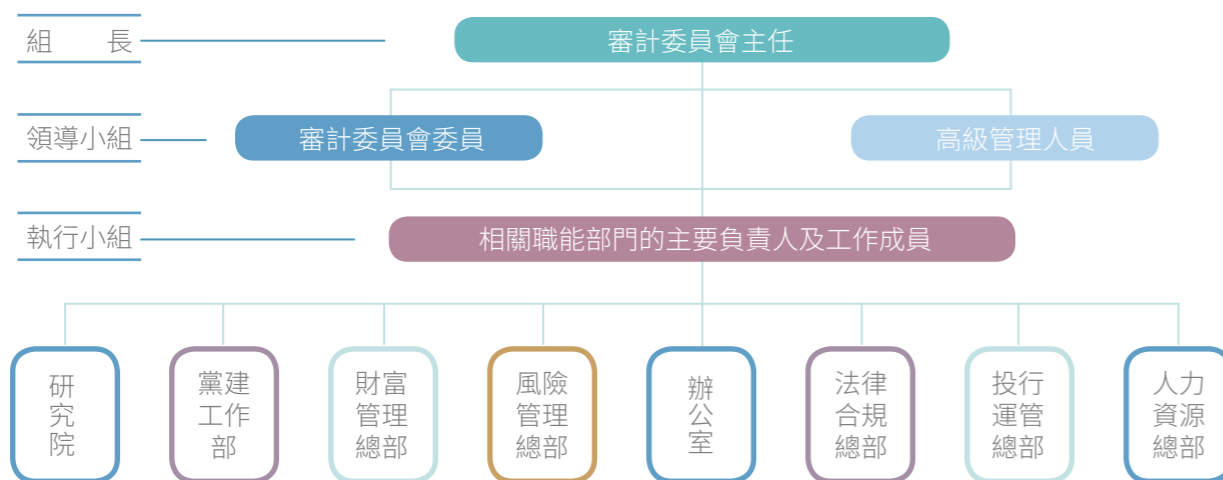 組 長
審計委員會主任
領導小組
審計委員會委員
高級管理人員
執行小組
相關職能部門的主要負責人及工作成員
研究院
黨建
工作
部
財富
管理
總部
風險
管理
總部
辦公室
法律
合規
總部
投行
運管
總部
人力
資源
總部